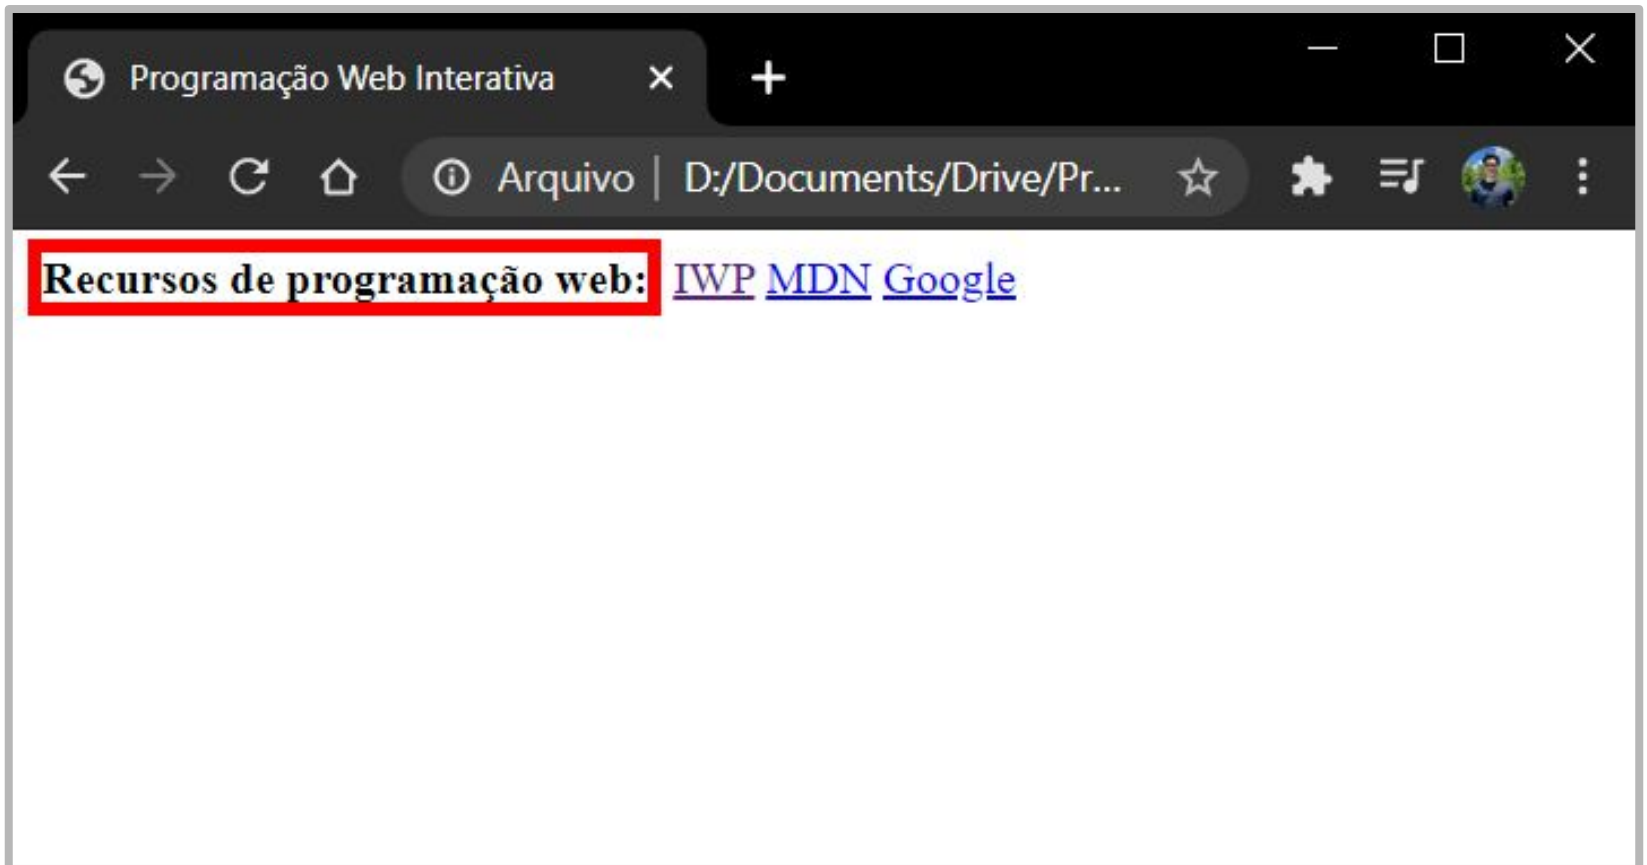 Programação Web Interativa
Arquivo | D:/Documents/Drive/Pr...
Recursos de programação web: IWP MDN Google